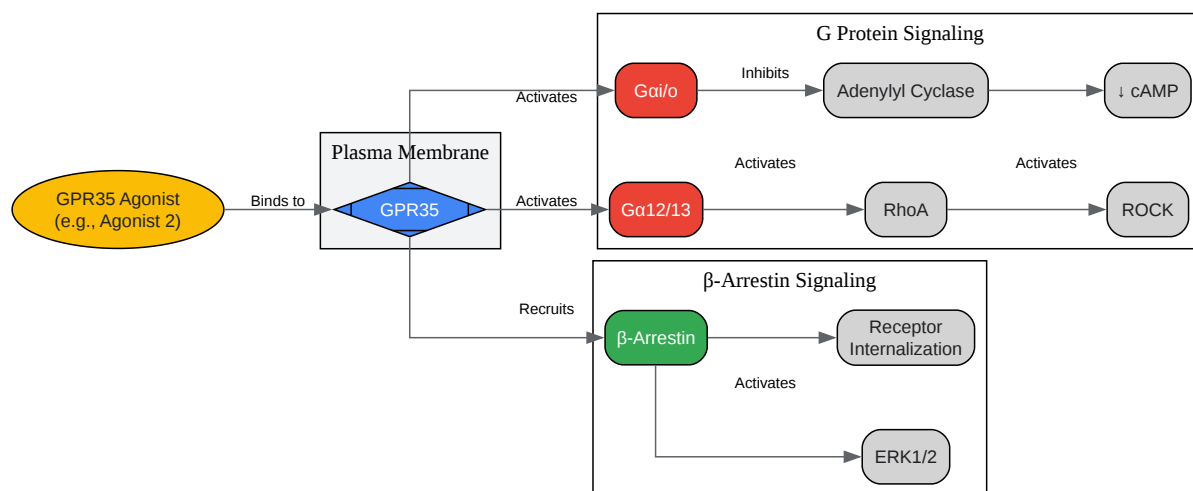 G Protein Signaling
Gαi/o
Inhibits
Adenylyl Cyclase
↓ cAMP
Activates
Plasma Membrane
GPR35 Agonist
(e.g., Agonist 2)
Binds to
GPR35
Activates
Gα12/13
Activates
RhoA
Activates
ROCK
β-Arrestin Signaling
Recruits
β-Arrestin
Receptor
Internalization
Activates
ERK1/2